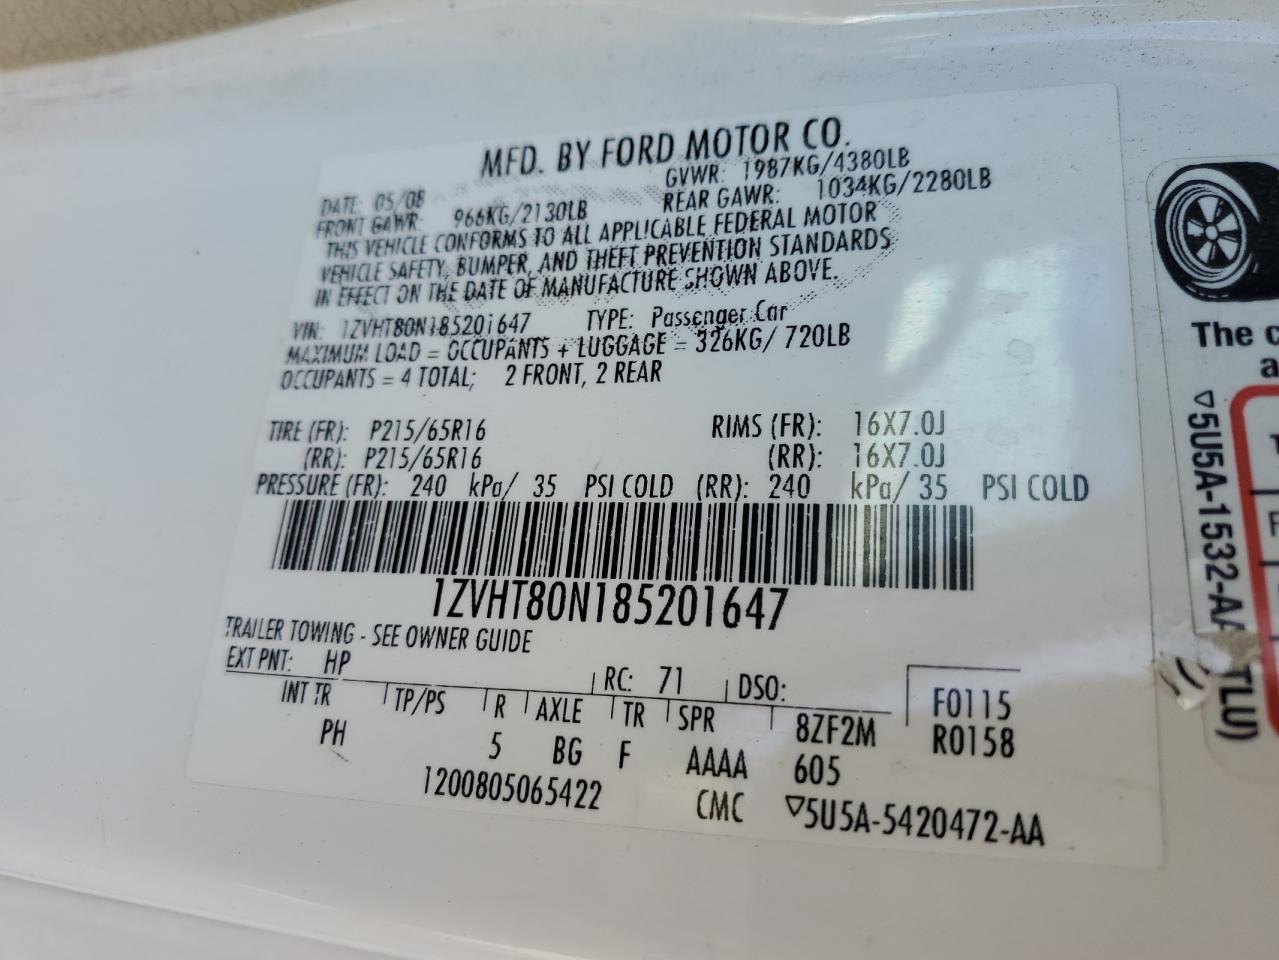 MFD. BY FORD MOTOR CO.
DATE: 05/08 GVWR: 1987KG/4380LB
FRONT GAWR: 966KG/2130LB REAR GAWR: 1034KG/2280LB
THIS VEHICLE CONFORMS TO ALL APPLICABLE FEDERAL MOTOR
VEHICLE SAFETY, BUMPER, AND THEFT PREVENTION STANDARDS
IN EFFECT ON THE DATE OF MANUFACTURE SHOWN ABOVE.
VIN: 1ZVHT80N185201647 TYPE: Passenger Car
MAXIMUM LOAD = OCCUPANTS + LUGGAGE = 326KG/ 720LB
OCCUPANTS = 4 TOTAL; 2 FRONT, 2 REAR
TIRE (FR): P215/65R16 RIMS (FR): 16X7.0J
(RR): P215/65R16 (RR): 16X7.0J
PRESSURE (FR): 240 kPa/ 35 PSI COLD (RR): 240 kPa/ 35 PSI COLD
1ZVHT80N185201647
TRAILER TOWING - SEE OWNER GUIDE
EXT PNT: HP RC: 71 DSO:
INT TR TP/PS R AXLE TR SPR 8ZF2M F0115
PH 5 BG F AAAA 605 R0158
1200805065422 CMC ▽5U5A-5420472-AA
The c
a
▽5U5A-1532-AA
TLU)